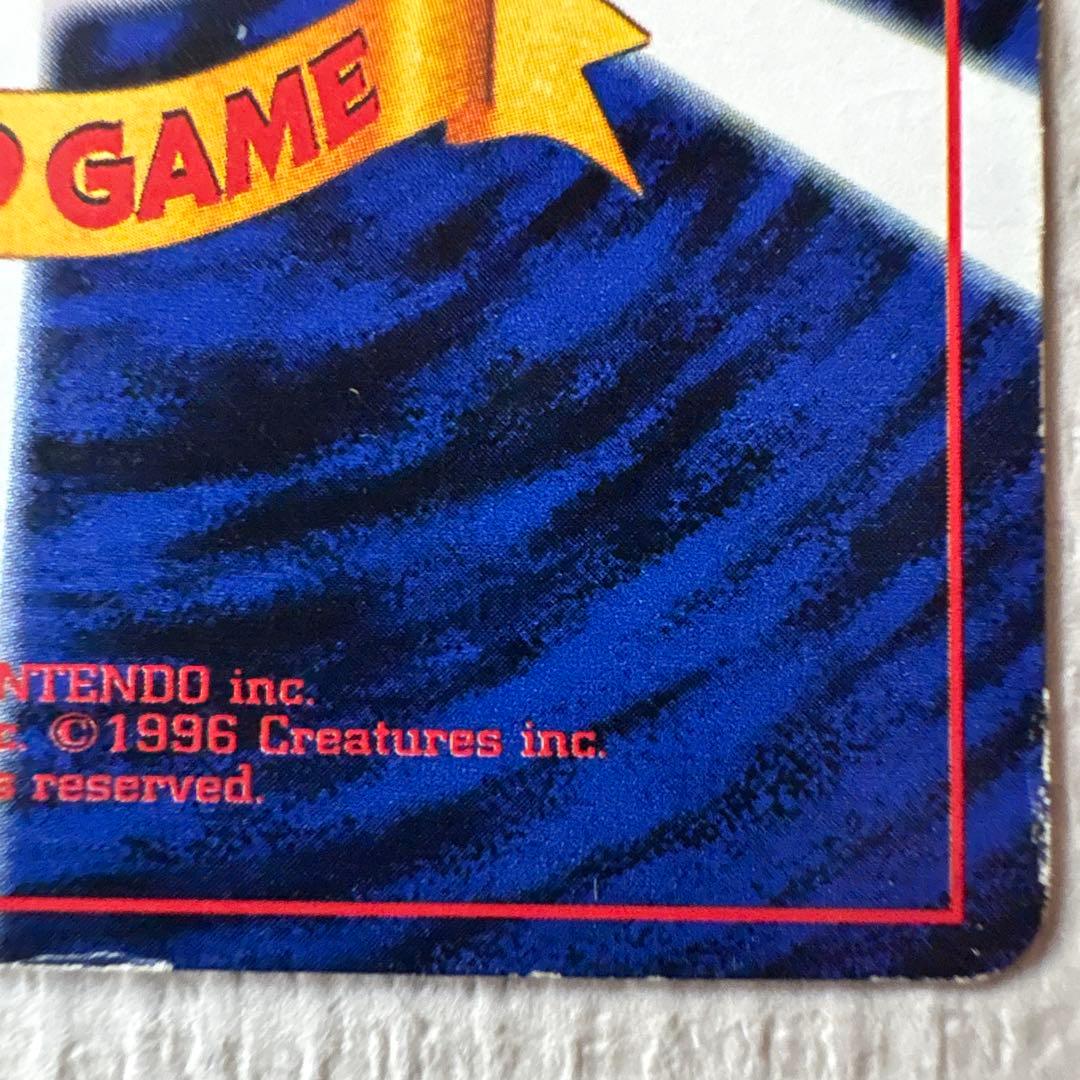 GAME
NTENDO inc.
c. ©1996 Creatures inc.
s reserved.